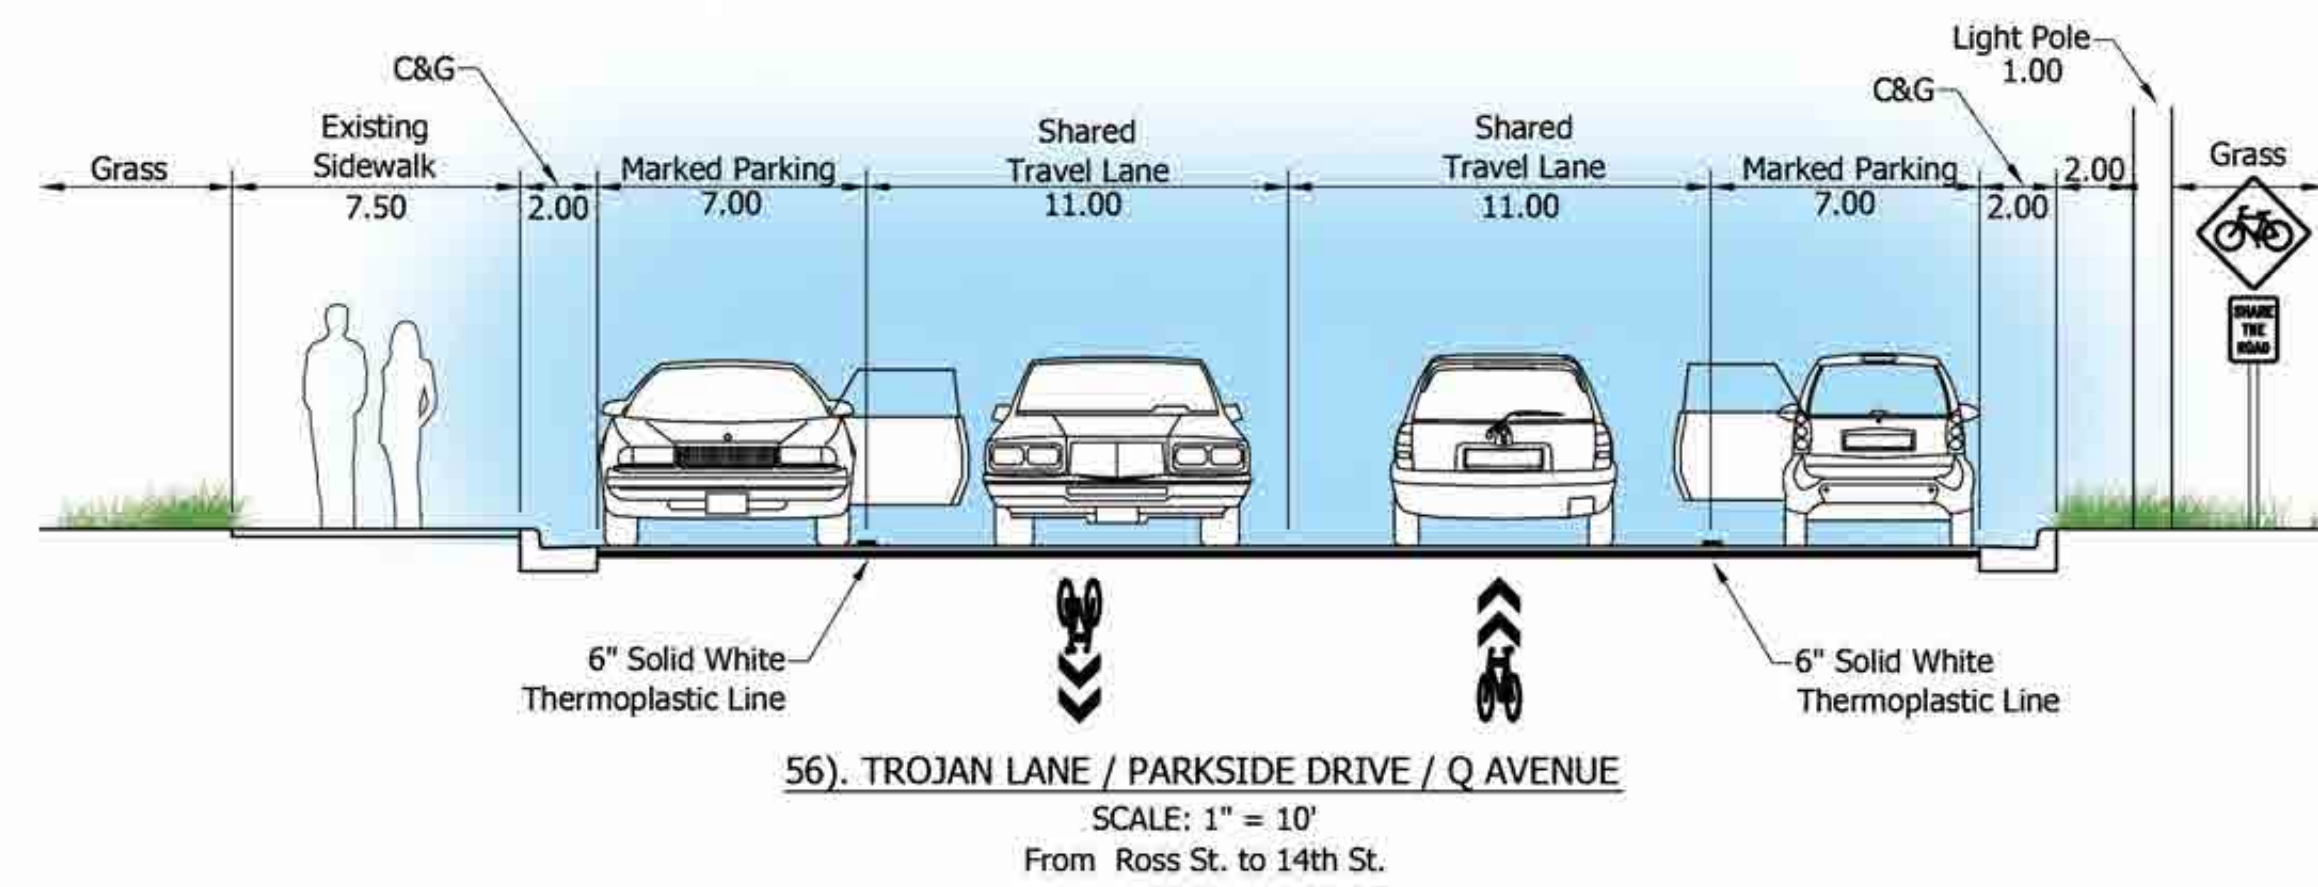 Light Pole
1.00
C&G
C&G
Grass
Existing
Sidewalk
7.50
2.00
Marked Parking
7.00
Shared
Travel Lane
11.00
Shared
Travel Lane
11.00
Marked Parking
7.00
2.00
2.00
Grass
SHARE
THE
ROAD
6" Solid White
Thermoplastic Line
6" Solid White
Thermoplastic Line
56). TROJAN LANE / PARKSIDE DRIVE / Q AVENUE
SCALE: 1" = 10'
From Ross St. to 14th St.